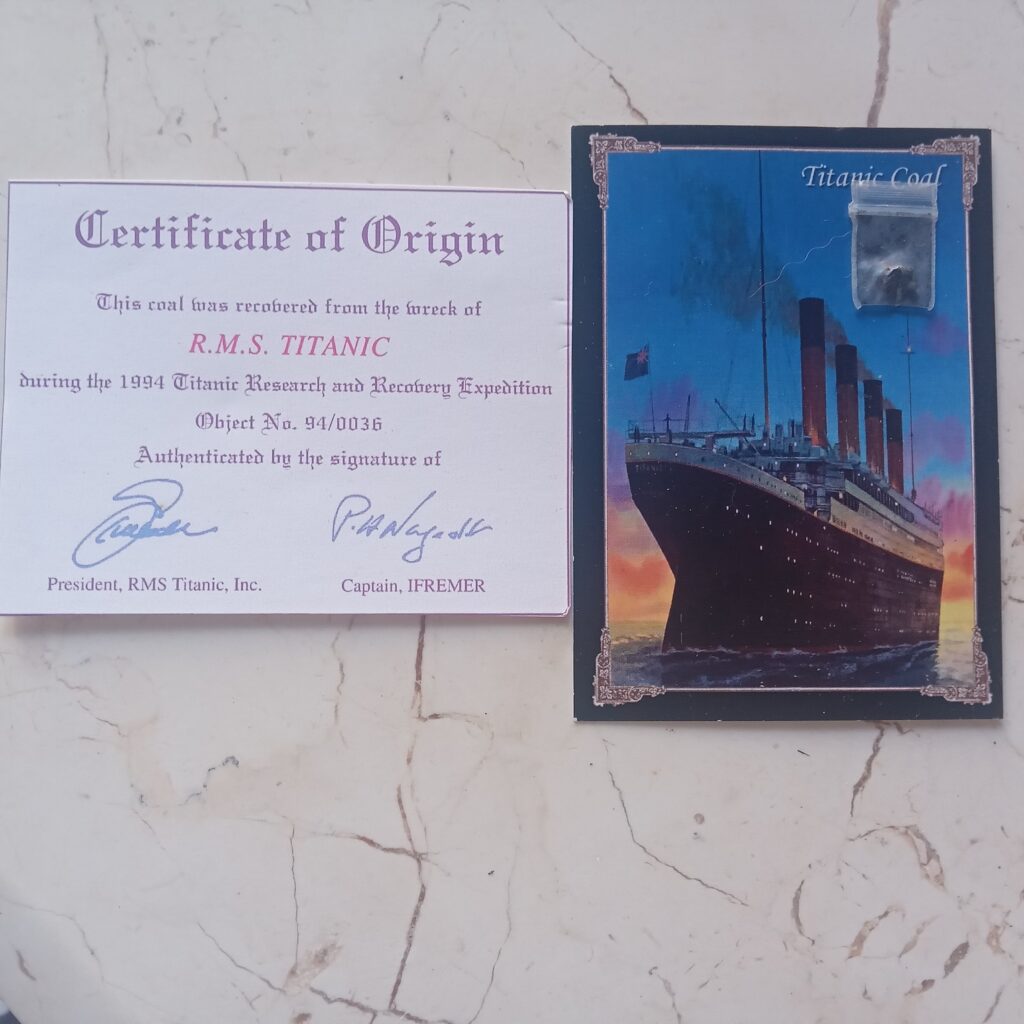 Certificate of Origin
This coal was recovered from the wreck of
R.M.S. TITANIC
during the 1994 Titanic Research and Recovery Expedition
Object No. 94/0036
Authenticated by the signature of
President, RMS Titanic, Inc.
Captain, IFREMER
Titanic Coal
TITANIC